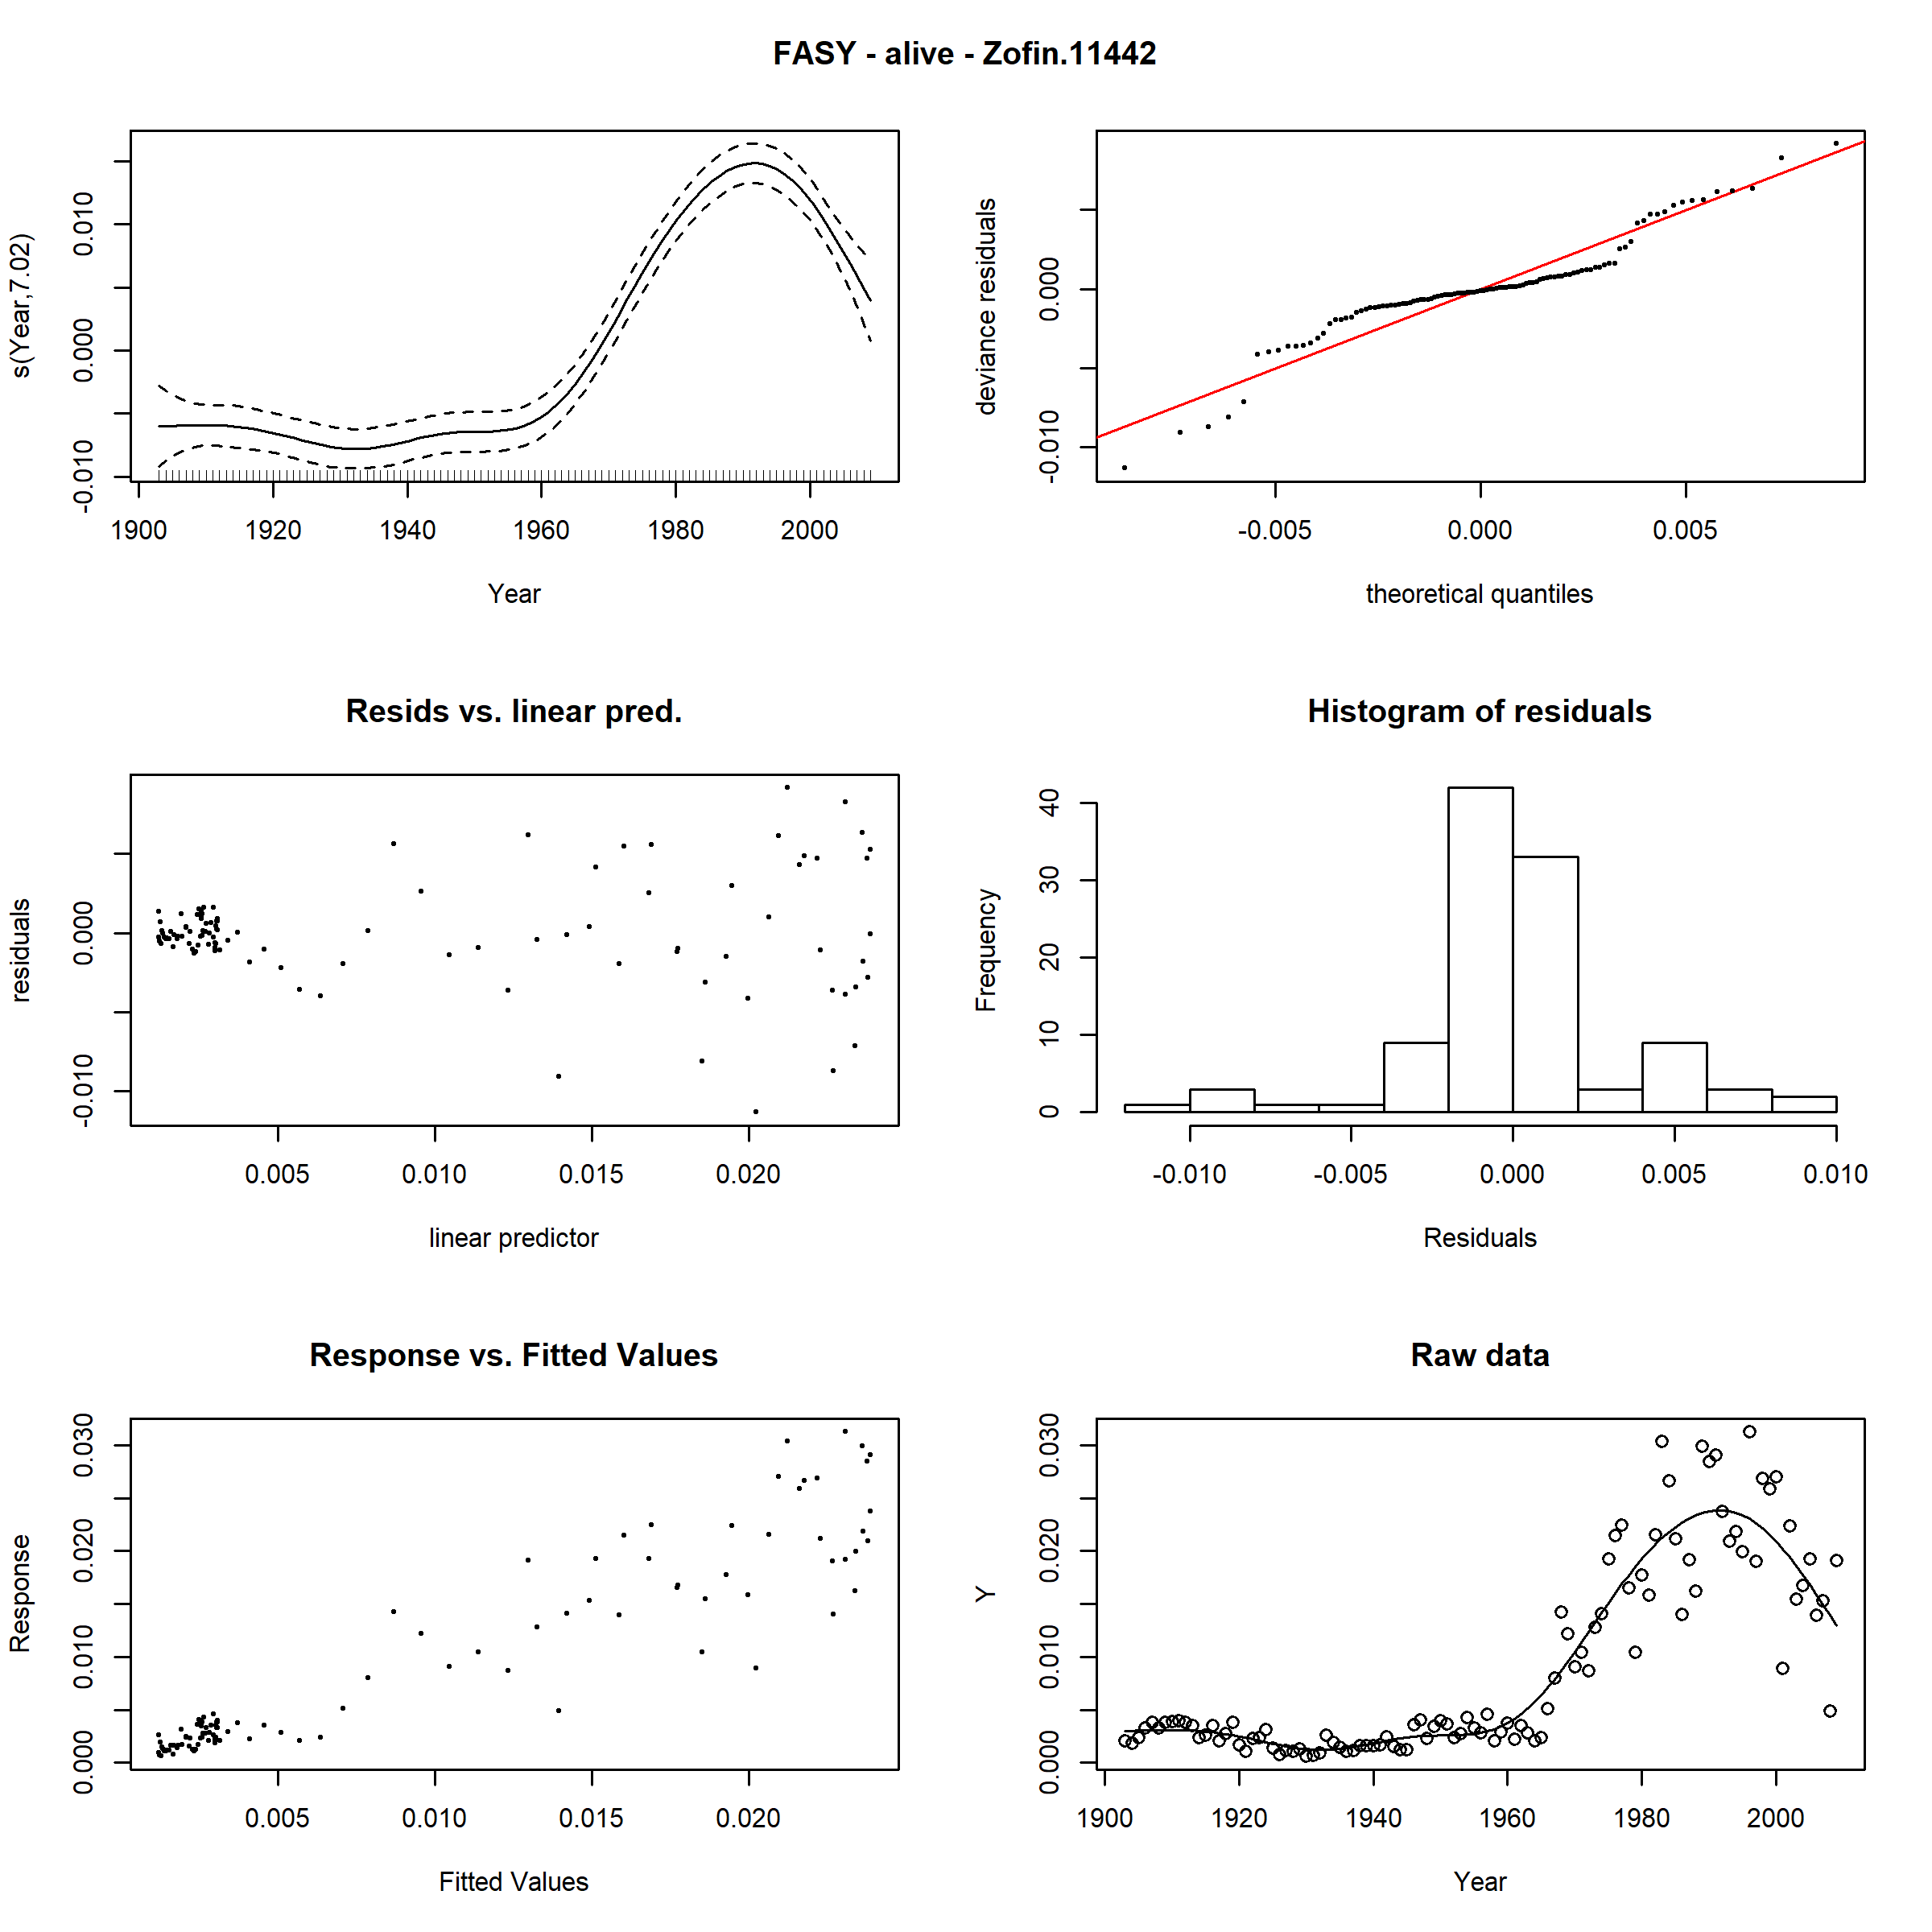 FASY - alive - Zofin.11442
s(Year,7.02)
-0.010 0.000 0.010
1900 1920 1940 1960 1980 2000
Year
deviance residuals
-0.010 0.000
-0.005 0.000 0.005
theoretical quantiles
Resids vs. linear pred.
residuals
-0.010 0.000
0.005 0.010 0.015 0.020
linear predictor
Histogram of residuals
Frequency
0 10 20 30 40
-0.010 -0.005 0.000 0.005 0.010
Residuals
Response vs. Fitted Values
Response
0.000 0.010 0.020 0.030
0.005 0.010 0.015 0.020
Fitted Values
Raw data
Y
0.000 0.010 0.020 0.030
1900 1920 1940 1960 1980 2000
Year